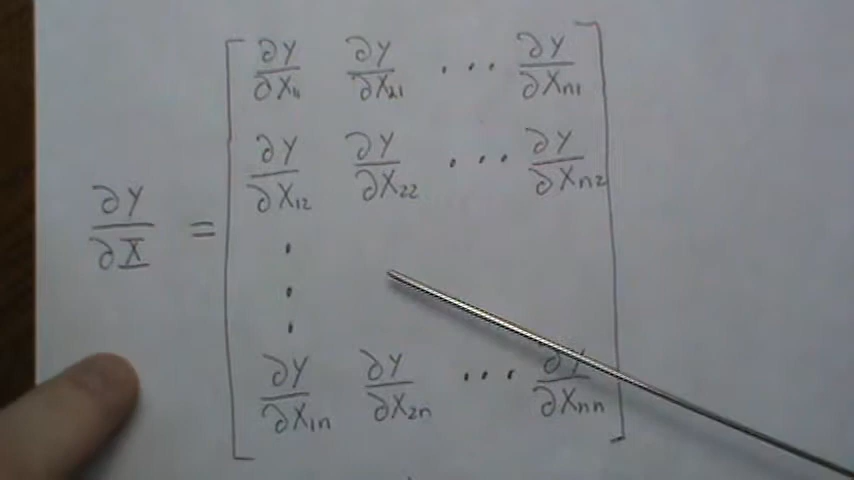 ∂Y/∂X̲ = [ ∂Y/∂X₁₁ ∂Y/∂X₂₁ ... ∂Y/∂Xₙ₁
∂Y/∂X₁₂ ∂Y/∂X₂₂ ... ∂Y/∂Xₙ₂
⋮
∂Y/∂X₁ₙ ∂Y/∂X₂ₙ ... ∂Y/∂Xₙₙ ]